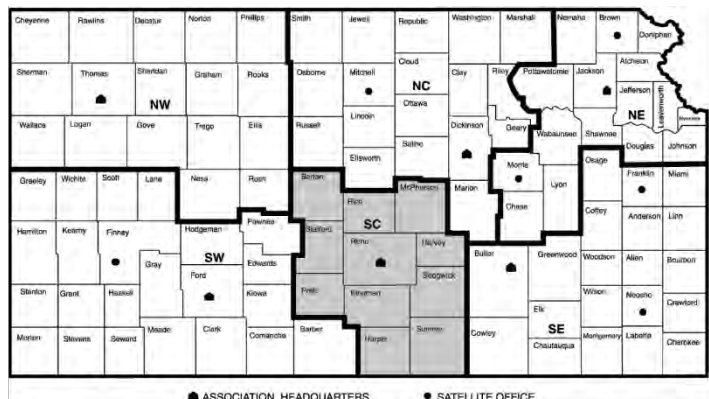 Cheyenne Rawlins Decatur Norton Phillips Smith Jewell Republic Washington Marshall Nemaha Brown Doniphan
Sherman Thomas Sheridan Graham Rooks Osborne Mitchell Cloud Clay Riley Pottawatomie Jackson Atchison
NW NC Jefferson Leavenworth
Ottawa NE
Wallace Logan Gove Trego Ellis Russell Lincoln Dickinson Geary Wabaunsee Shawnee
Ellsworth Saline Morris Douglas Johnson
Greeley Wichita Scott Lane Ness Rush Barton Rice McPherson Marion Chase Lyon Osage Franklin Miami
SC
Hamilton Kearny Finney Hodgeman Pawnee Stafford Reno Harvey Coffey Anderson Linn
SW
Gray Ford Edwards Sedgwick Butler Greenwood Woodson Allen Bourbon
Stanton Grant Haskell Kiowa Pratt Kingman Elk Wilson Neosho Crawford
SE
Morton Stevens Seward Meade Clark Comanche Barber Harper Sumner Cowley Chautauqua Montgomery Labette Cherokee
ASSOCIATION HEADQUARTERS SATELLITE OFFICE